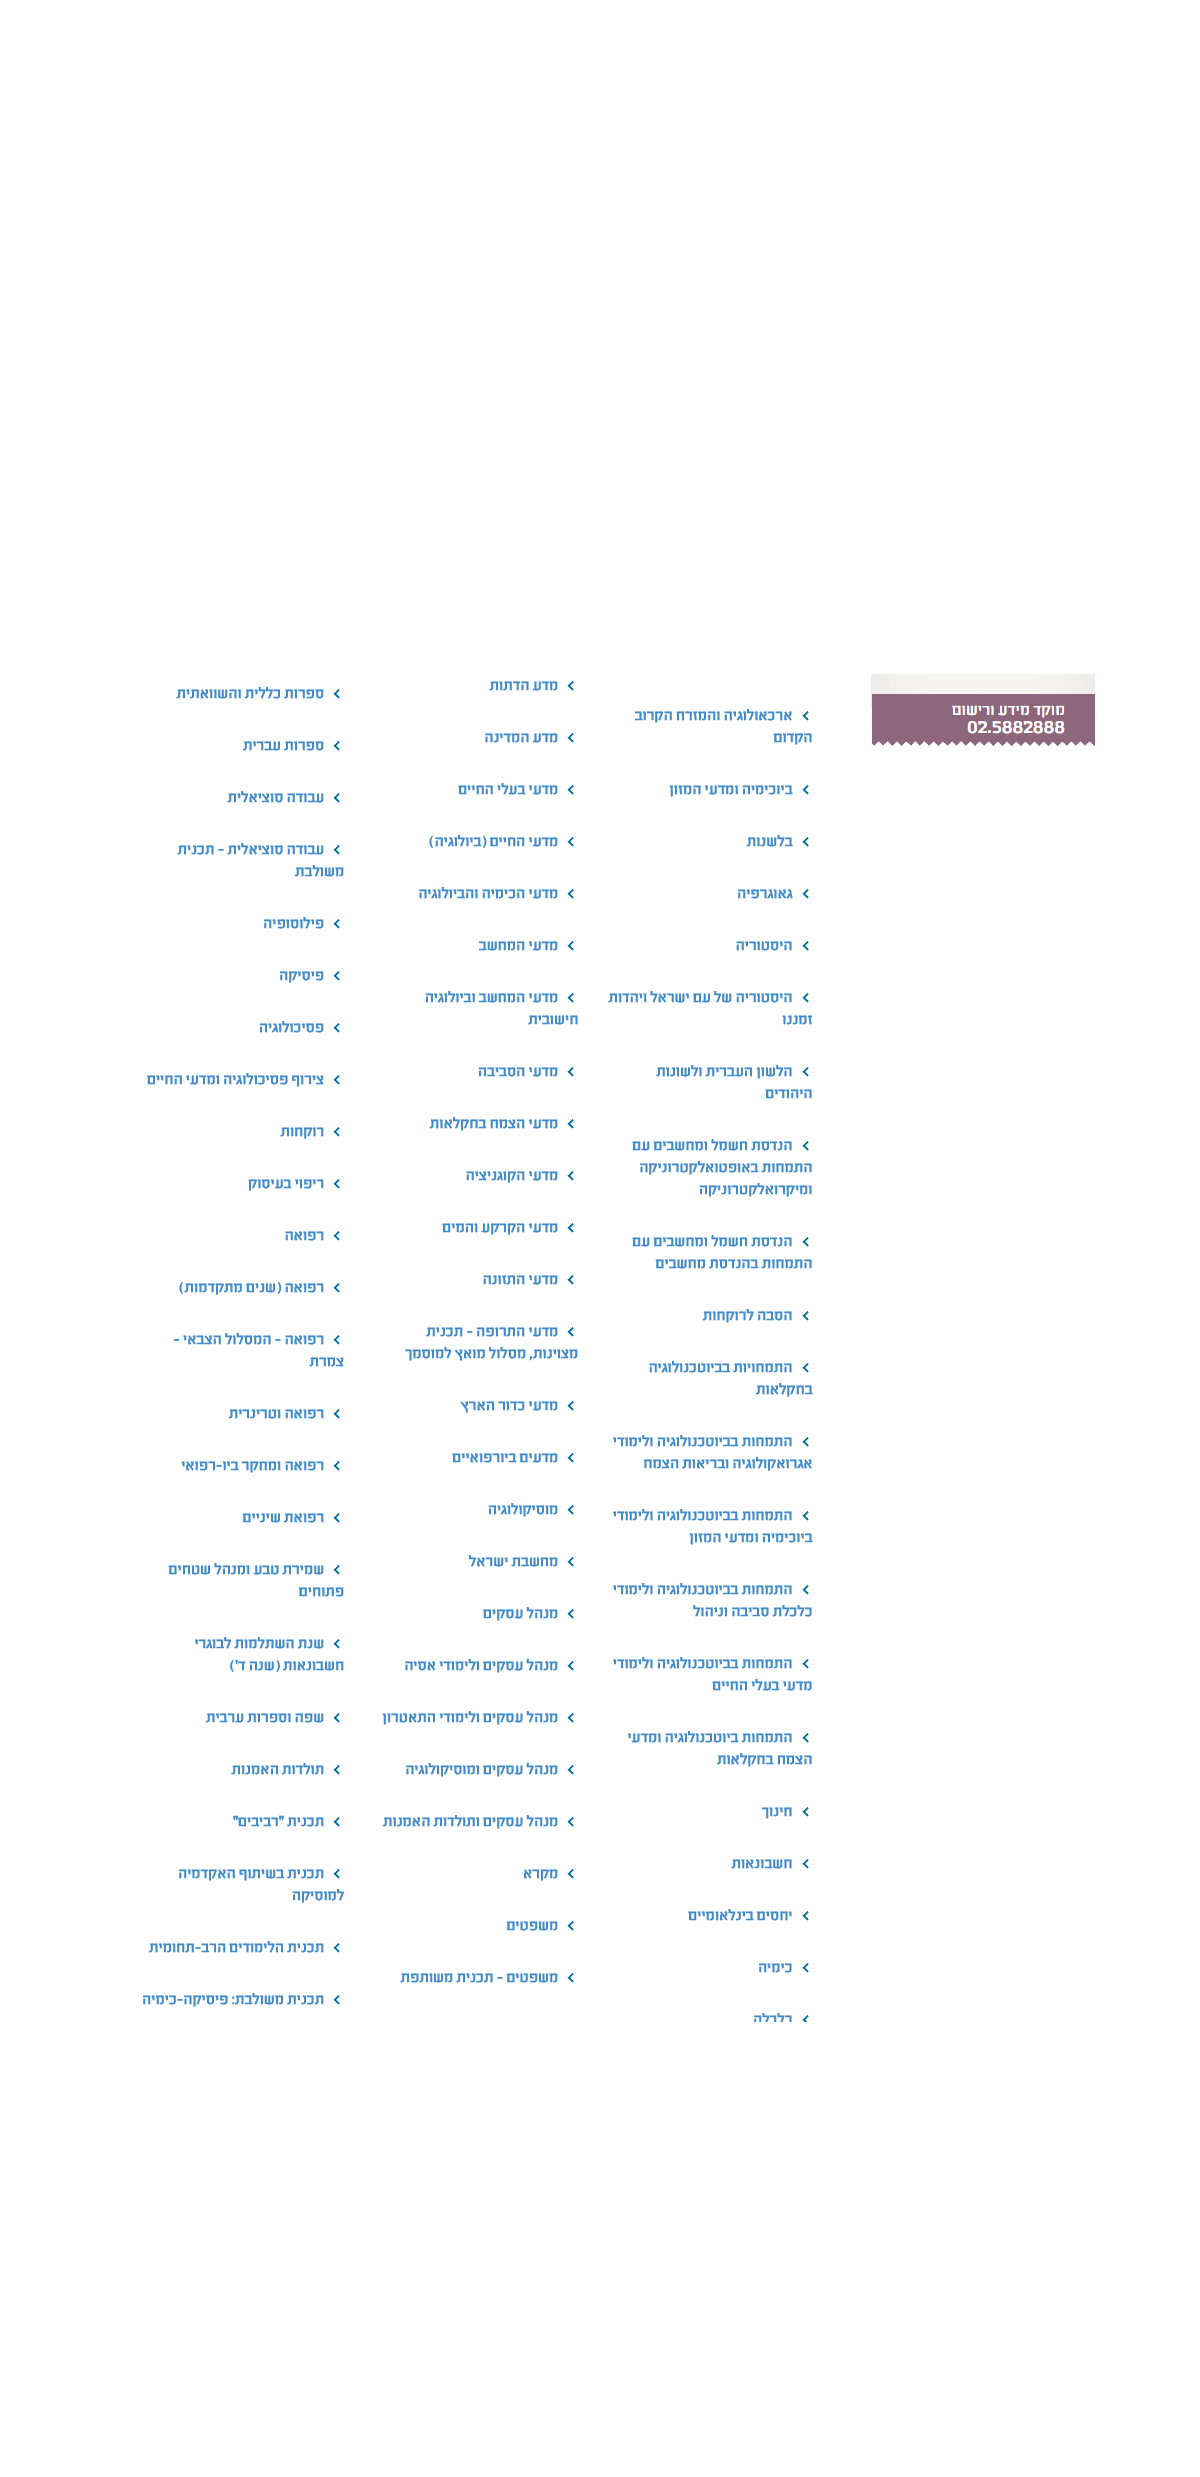 מוקד מידע ורישום
02.5882888
ארכאולוגיה והמזרח הקרוב
הקדום
ביוכימיה ומדעי המזון
בלשנות
גאוגרפיה
היסטוריה
היסטוריה של עם ישראל ויהדות
זמננו
הלשון העברית ולשונות
היהודים
הנדסת חשמל ומחשבים עם
התמחות באופטואלקטרוניקה
ומיקרואלקטרוניקה
הנדסת חשמל ומחשבים עם
התמחות בהנדסת מחשבים
הסבה לרוקחות
התמחויות בביוטכנולוגיה
בחקלאות
התמחות בביוטכנולוגיה ולימודי
אגרואקולוגיה ובריאות הצמח
התמחות בביוטכנולוגיה ולימודי
ביוכימיה ומדעי המזון
התמחות בביוטכנולוגיה ולימודי
כלכלת סביבה וניהול
התמחות בביוטכנולוגיה ולימודי
מדעי בעלי החיים
התמחות ביוטכנולוגיה ומדעי
הצמח בחקלאות
חינוך
חשבונאות
יחסים בינלאומיים
כימיה
כלכלה
מדע הדתות
מדע המדינה
מדעי בעלי החיים
מדעי החיים (ביולוגיה)
מדעי הכימיה והביולוגיה
מדעי המחשב
מדעי המחשב וביולוגיה
חישובית
מדעי הסביבה
מדעי הצמח בחקלאות
מדעי הקוגניציה
מדעי הקרקע והמים
מדעי התזונה
מדעי התרופה - תכנית
מצוינות, מסלול מואץ למוסמך
מדעי כדור הארץ
מדעים ביורפואיים
מוסיקולוגיה
מחשבת ישראל
מנהל עסקים
מנהל עסקים ולימודי אסיה
מנהל עסקים ולימודי התאטרון
מנהל עסקים ומוסיקולוגיה
מנהל עסקים ותולדות האמנות
מקרא
משפטים
משפטים - תכנית משותפת
ספרות כללית והשוואתית
ספרות עברית
עבודה סוציאלית
עבודה סוציאלית - תכנית
משולבת
פילוסופיה
פיסיקה
פסיכולוגיה
צירוף פסיכולוגיה ומדעי החיים
רוקחות
ריפוי בעיסוק
רפואה
רפואה (שנים מתקדמות)
רפואה - המסלול הצבאי -
צמרת
רפואה וטרינרית
רפואה ומחקר ביו-רפואי
רפואת שיניים
שמירת טבע ומנהל שטחים
פתוחים
שנת השתלמות לבוגרי
חשבונאות (שנה ד')
שפה וספרות ערבית
תולדות האמנות
תכנית "רביבים"
תכנית בשיתוף האקדמיה
למוסיקה
תכנית הלימודים הרב-תחומית
תכנית משולבת: פיסיקה-כימיה